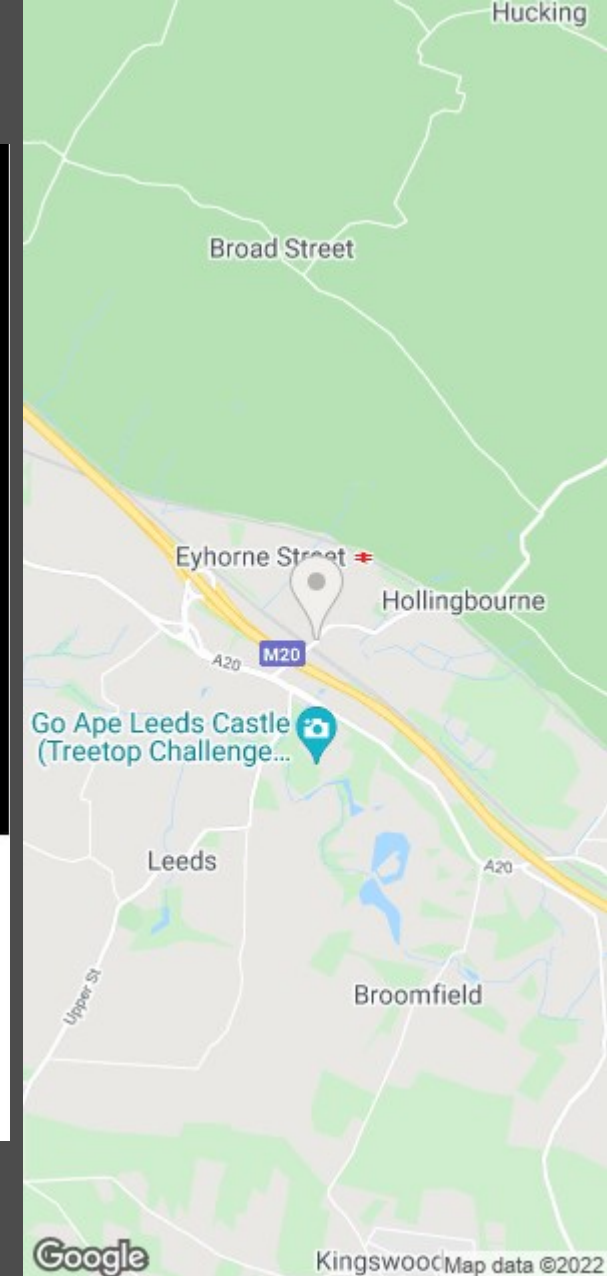 Hucking
Broad Street
Eyhorne Street
Hollingbourne
M20
A20
Go Ape Leeds Castle
(Treetop Challenge...
Leeds
A20
Upper St
Broomfield
Google
Kingswood
Map data ©2022